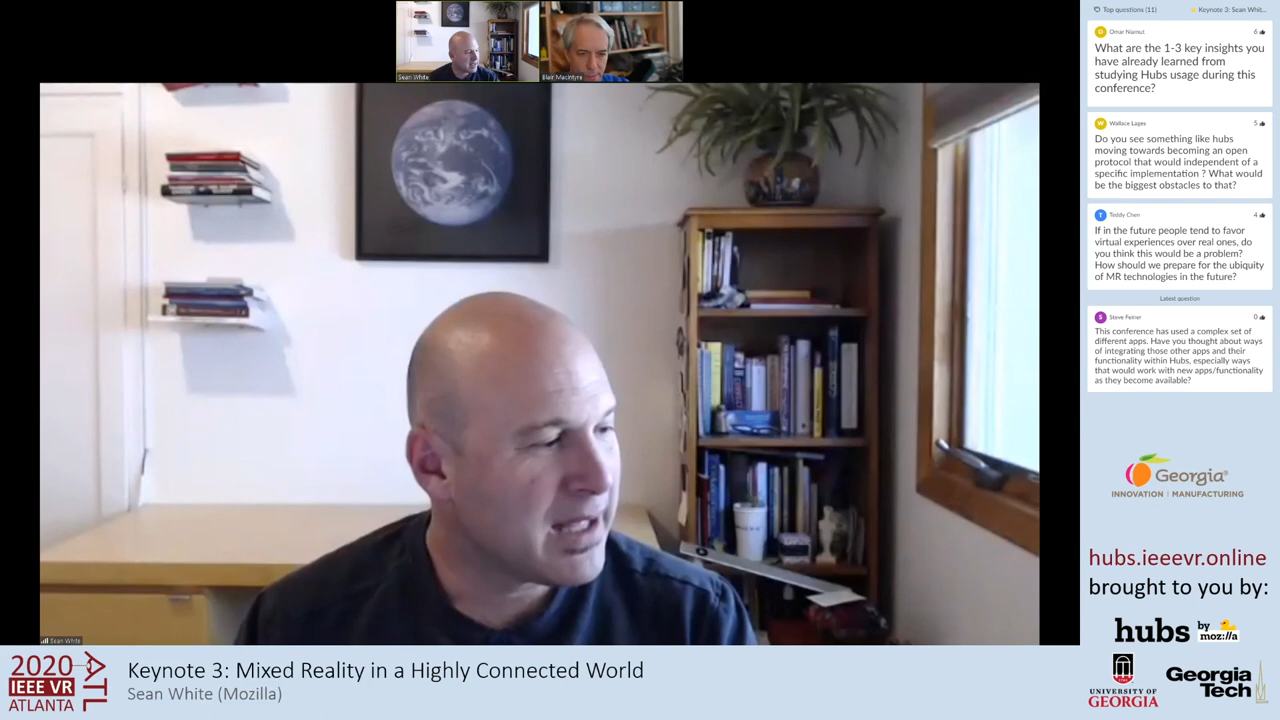 Sean White
Blair MacIntyre
Sean White
Top questions (11)
Keynote 3: Sean Whit...
O
Omar Niamut
6
What are the 1-3 key insights you
have already learned from
studying Hubs usage during this
conference?
W
Wallace Lages
5
Do you see something like hubs
moving towards becoming an open
protocol that would independent of a
specific implementation ? What would
be the biggest obstacles to that?
T
Teddy Chen
4
If in the future people tend to favor
virtual experiences over real ones, do
you think this would be a problem?
How should we prepare for the ubiquity
of MR technologies in the future?
Latest question
S
Steve Feiner
0
This conference has used a complex set of
different apps. Have you thought about ways
of integrating those other apps and their
functionality within Hubs, especially ways
that would work with new apps/functionality
as they become available?
Georgia®
INNOVATION | MANUFACTURING
hubs.ieeevr.online
brought to you by:
hubs by
moz://a
UNIVERSITY OF
GEORGIA
Georgia
Tech
2020
IEEE VR
ATLANTA
ATL
Keynote 3: Mixed Reality in a Highly Connected World
Sean White (Mozilla)